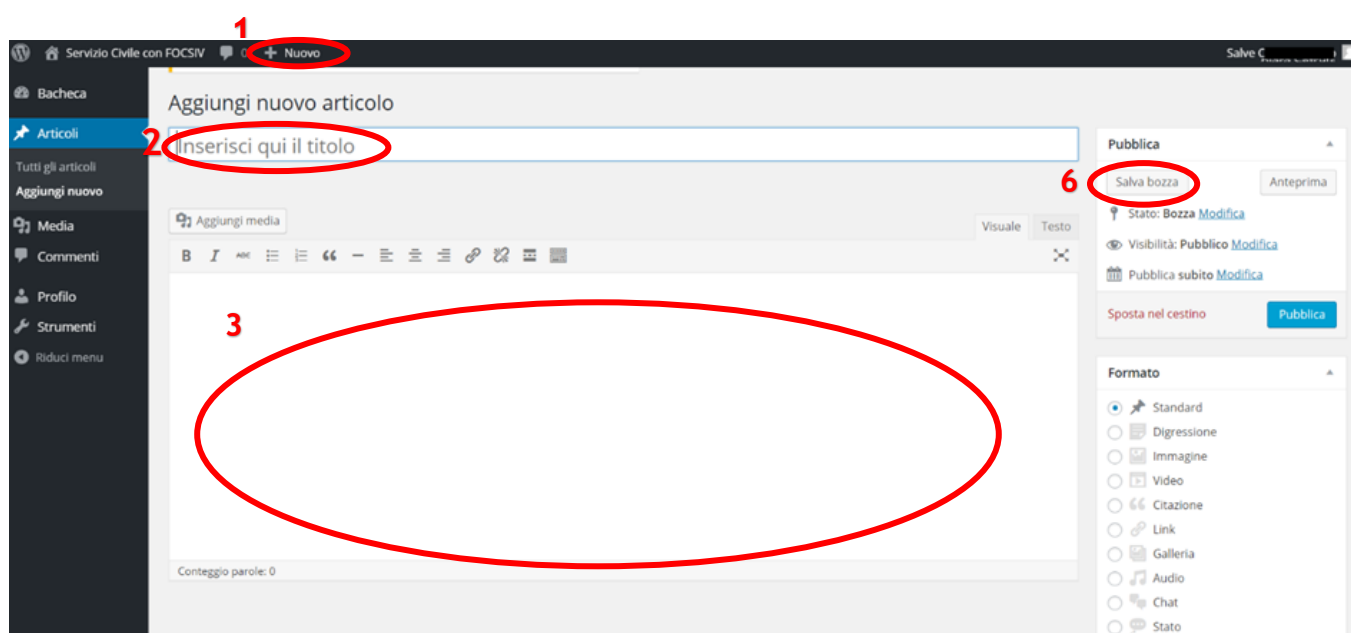 1
Servizio Civile con FOCSIV 0 + Nuovo Salve
Bacheca
Aggiungi nuovo articolo
Articoli
2 Inserisci qui il titolo
Pubblica
Tutti gli articoli
Aggiungi nuovo
6 Salva bozza Anteprima
Stato: Bozza Modifica
Media
Aggiungi media
Visuale Testo
Visibilità: Pubblico Modifica
Commenti
B I ABC
Pubblica subito Modifica
Profilo
Strumenti
3
Sposta nel cestino Pubblica
Riduci menu
Formato
Standard
Digressione
Immagine
Video
Citazione
Link
Galleria
Audio
Chat
Stato
Conteggio parole: 0